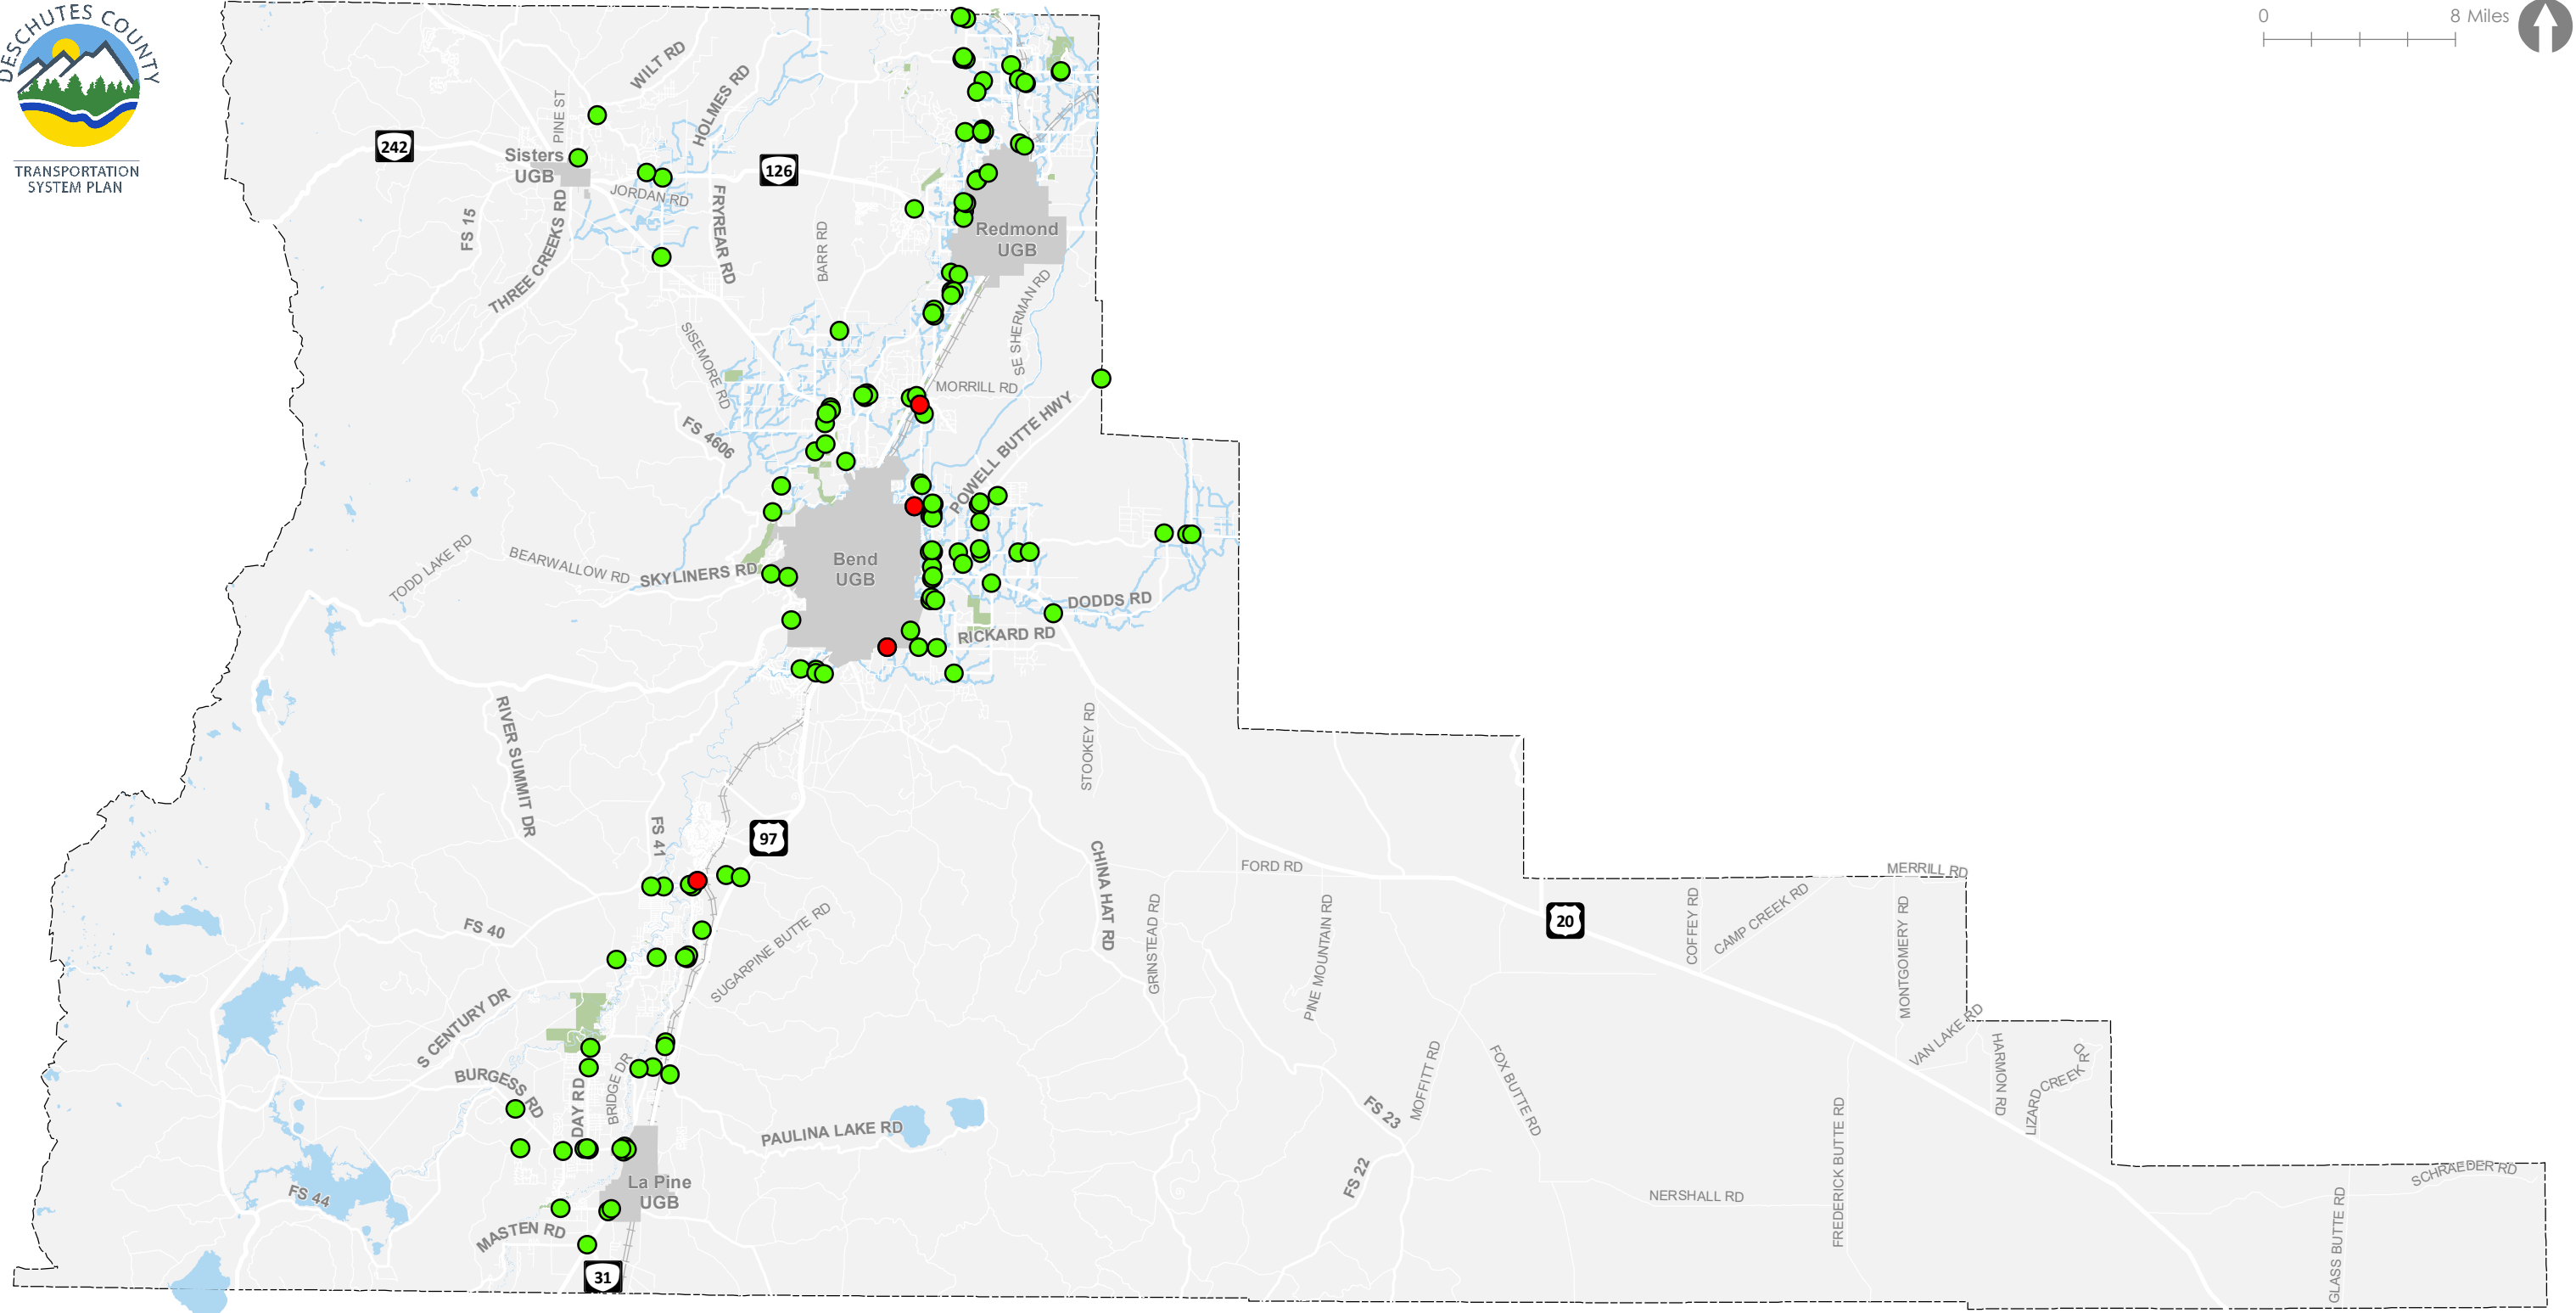 DESCHUTES COUNTY
TRANSPORTATION
SYSTEM PLAN
0
8 Miles
WILT RD
HOLMES RD
PINE ST
242
Sisters
UGB
126
JORDAN RD
FS 15
THREE CREEKS RD
FRYREAR RD
BARR RD
Redmond
UGB
SE SHERMAN RD
SISEMORE RD
MORRILL RD
FS 4606
POWELL BUTTE HWY
TODD LAKE RD
BEARWALLOW RD
SKYLINERS RD
Bend
UGB
DODDS RD
RICKARD RD
RIVER SUMMIT DR
STOOKEY RD
FS 41
97
CHINA HAT RD
FORD RD
MERRILL RD
FS 40
SUGARPINE BUTTE RD
GRINSTEAD RD
PINE MOUNTAIN RD
20
COFFEY RD
CAMP CREEK RD
MONTGOMERY RD
S CENTURY DR
VAN LAKE RD
HARMON RD
LIZARD CREEK RD
BURGESS RD
DAY RD
BRIDGE DR
MOFFITT RD
FOX BUTTE RD
FS 23
PAULINA LAKE RD
FREDERICK BUTTE RD
FS 22
La Pine
UGB
FS 44
NERSHALL RD
SCHRAEDER RD
MASTEN RD
GLASS BUTTE RD
31